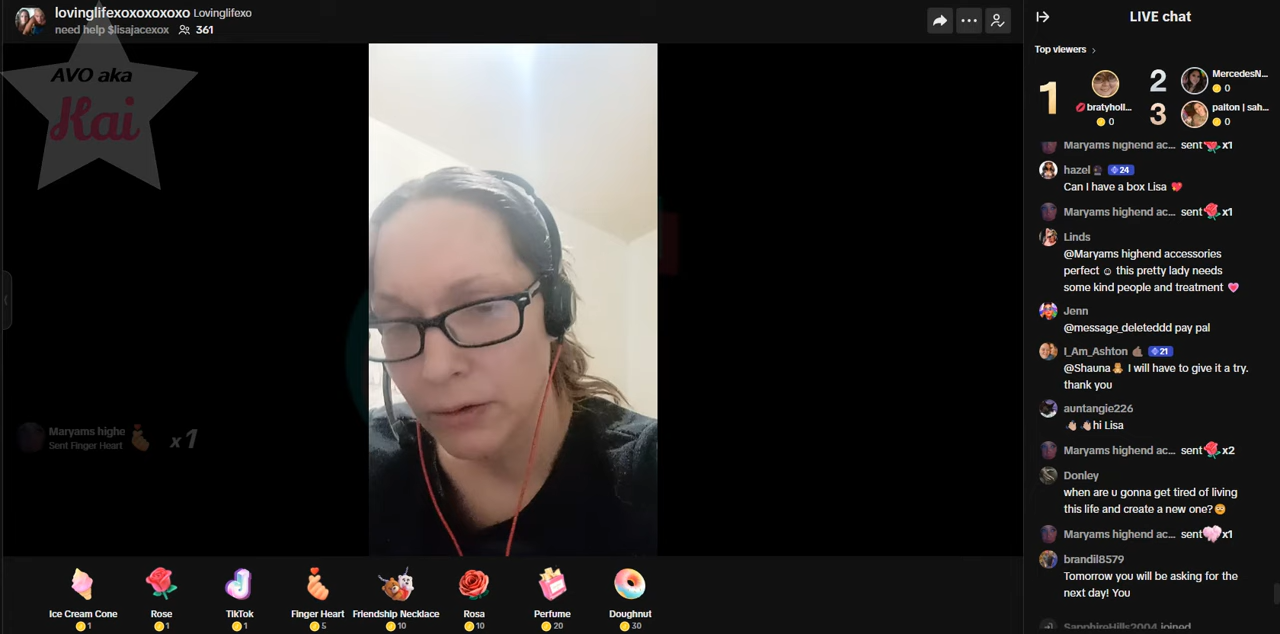 lovinglifexoxoxoxoxo Lovinglifexo
need help $lisajacexox 361
AVO aka
Kai
Maryams highe
Sent Finger Heart
x 1
Ice Cream Cone
1
Rose
1
TikTok
1
Finger Heart
5
Friendship Necklace
10
Rosa
10
Perfume
20
Doughnut
30
LIVE chat
Top viewers
1
bratyholl...
0
2
MercedesN...
0
3
paiton | sah...
0
Maryams highend ac... sent x1
hazel 24
Can I have a box Lisa
Maryams highend ac... sent x1
Linds
@Maryams highend accessories
perfect this pretty lady needs
some kind people and treatment
Jenn
@message_deleteddd pay pal
I_Am_Ashton 21
@Shauna I will have to give it a try.
thank you
auntangie226
hi Lisa
Maryams highend ac... sent x2
Donley
when are u gonna get tired of living
this life and create a new one?
Maryams highend ac... sent x1
brandil8579
Tomorrow you will be asking for the
next day! You
SapphireHills2004 joined